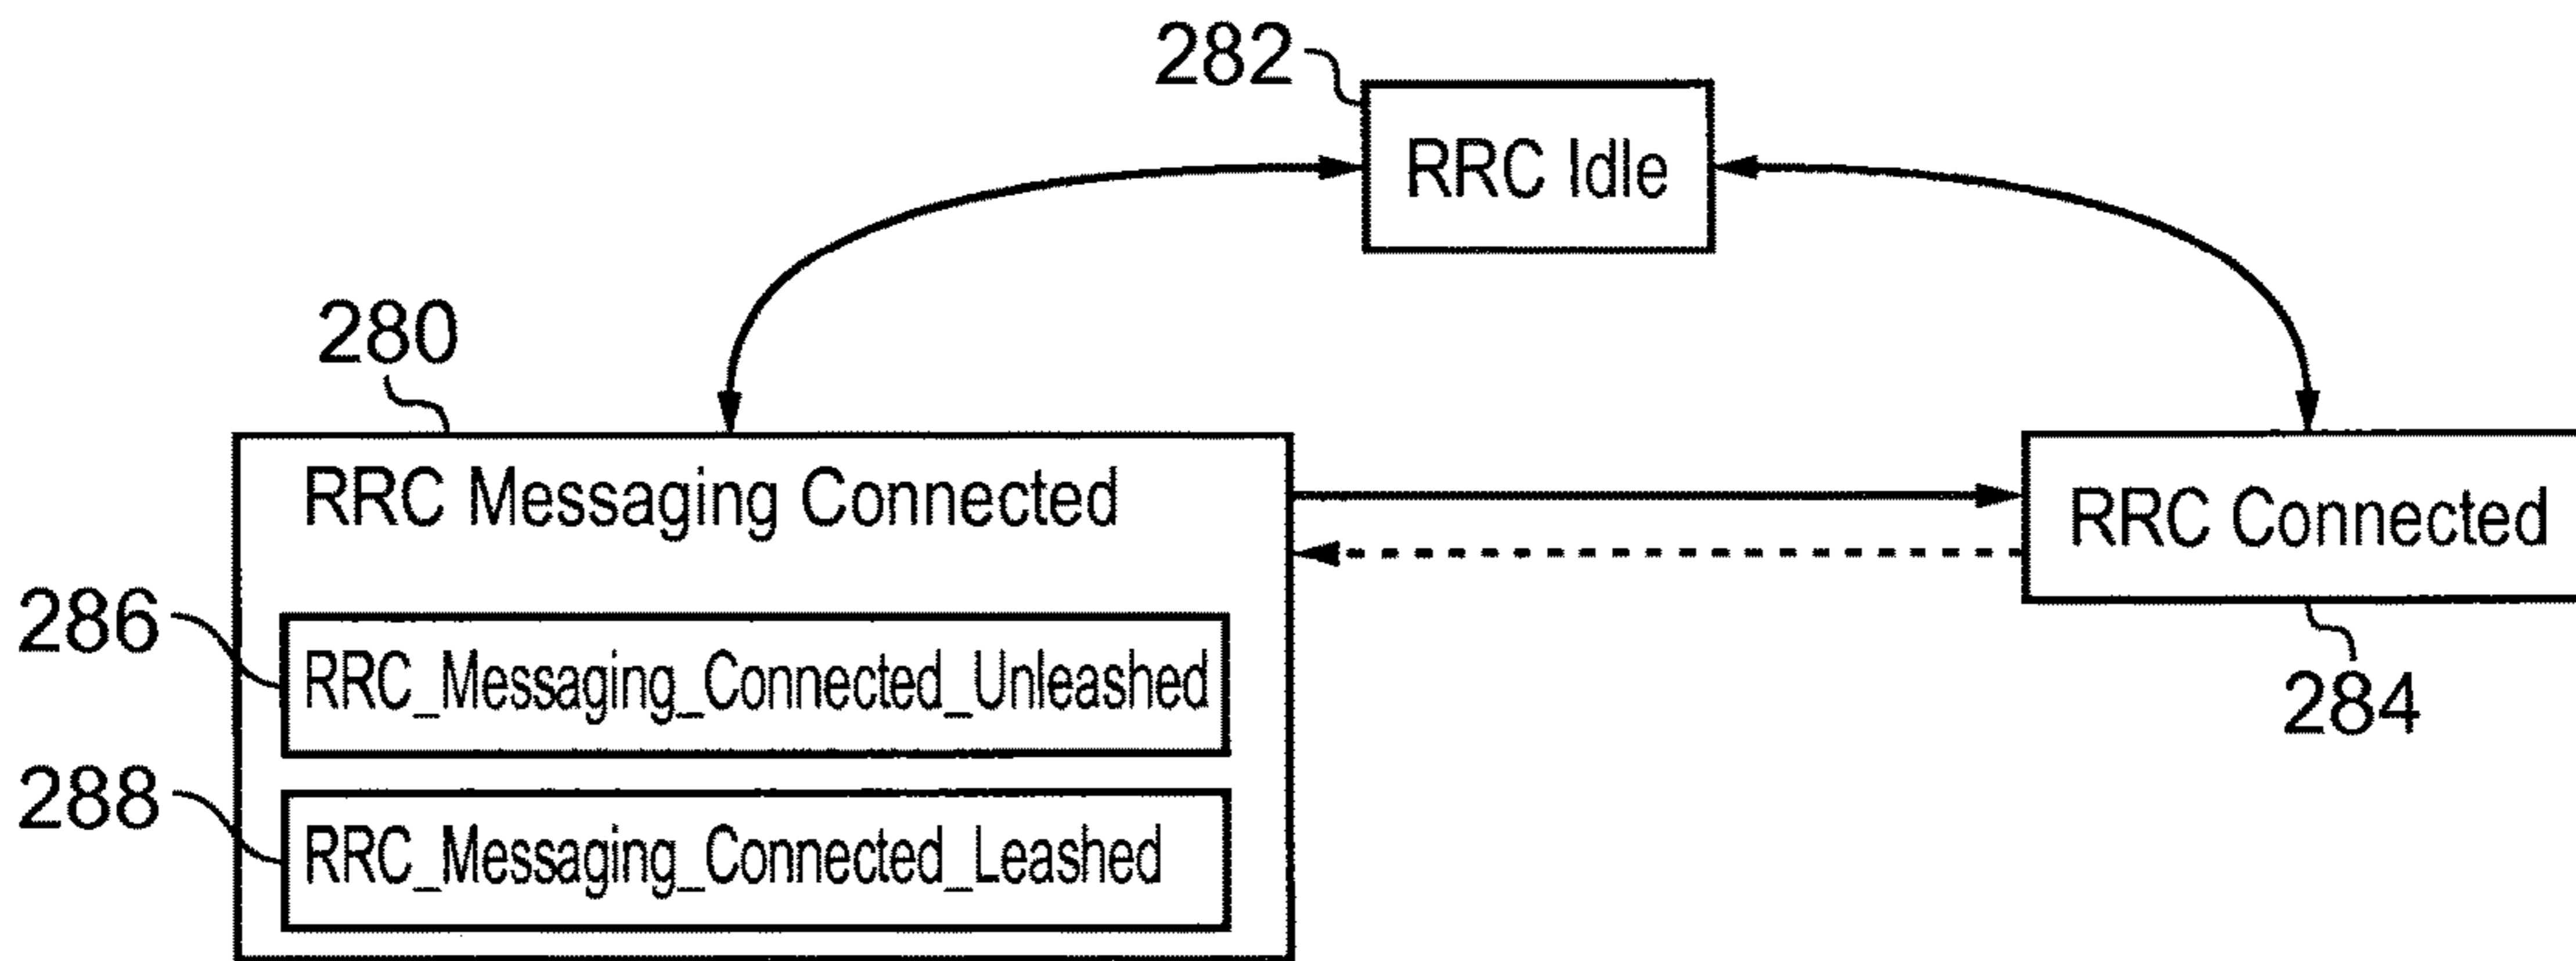 282
RRC Idle
280
RRC Messaging Connected
RRC Connected
286
RRC_Messaging_Connected_Unleashed
284
288
RRC_Messaging_Connected_Leashed